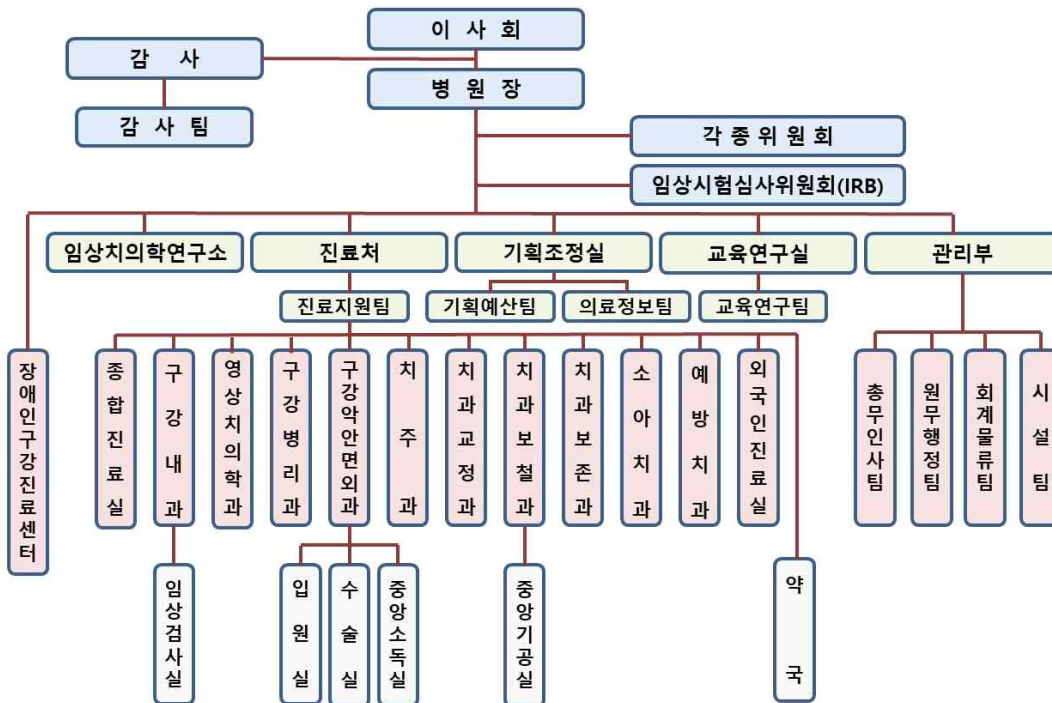 이 사 회
감 사
병 원 장
감 사 팀
각 종 위 원 회
임상시험심사위원회(IRB)
임상치의학연구소
진료처
기획조정실
교육연구실
관리부
진료지원팀
기획예산팀
의료정보팀
교육연구팀
장애인구강진료센터
종합진료실
구강내과
영상치의학과
구강병리과
구강악안면외과
치주과
치과교정과
치과보철과
치과보존과
소아치과
예방치과
외국인진료실
총무인사팀
원무행정팀
회계물류팀
시설팀
임상검사실
입원실
수술실
중앙소독실
중앙기공실
약국